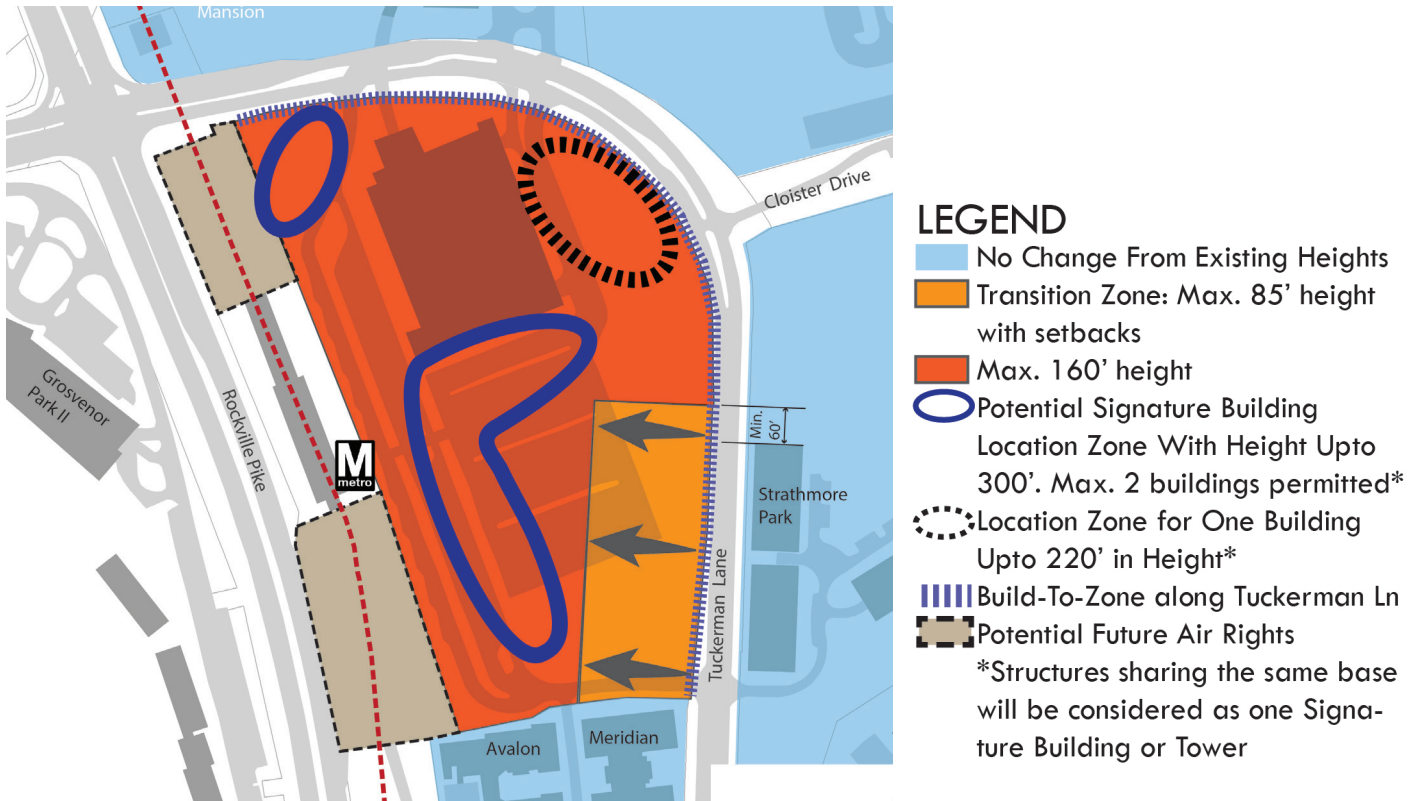 Mansion
Cloister Drive
Grosvenor
Park II
Rockville Pike
M
metro
Min.
60'
Strathmore
Park
Tuckerman Lane
Avalon
Meridian
LEGEND
No Change From Existing Heights
Transition Zone: Max. 85' height
with setbacks
Max. 160' height
Potential Signature Building
Location Zone With Height Upto
300'. Max. 2 buildings permitted*
Location Zone for One Building
Upto 220' in Height*
Build-To-Zone along Tuckerman Ln
Potential Future Air Rights
*Structures sharing the same base
will be considered as one Signa-
ture Building or Tower